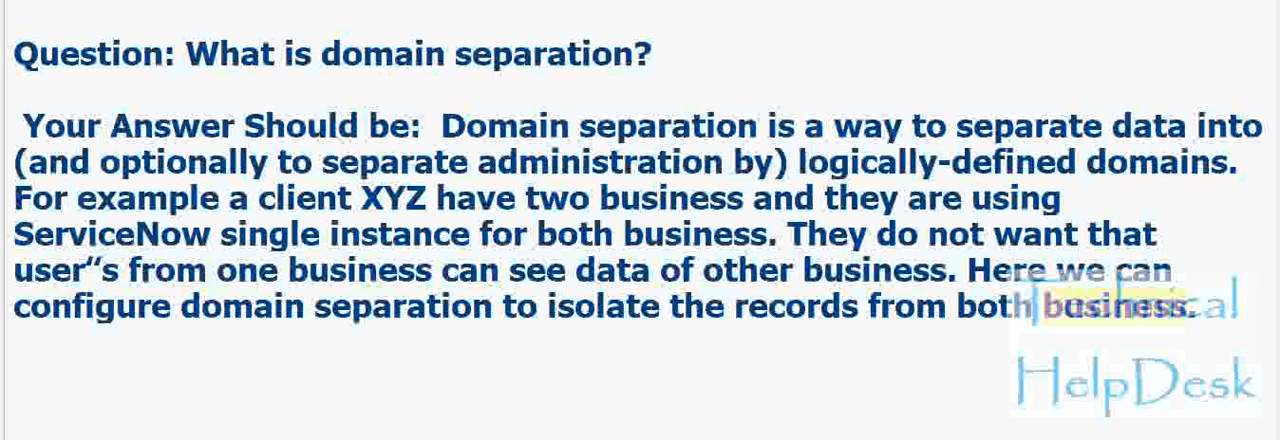 Question: What is domain separation?
Your Answer Should be: Domain separation is a way to separate data into
(and optionally to separate administration by) logically-defined domains.
For example a client XYZ have two business and they are using
ServiceNow single instance for both business. They do not want that
user“s from one business can see data of other business. Here we can
configure domain separation to isolate the records from both business.
Technical
HelpDesk